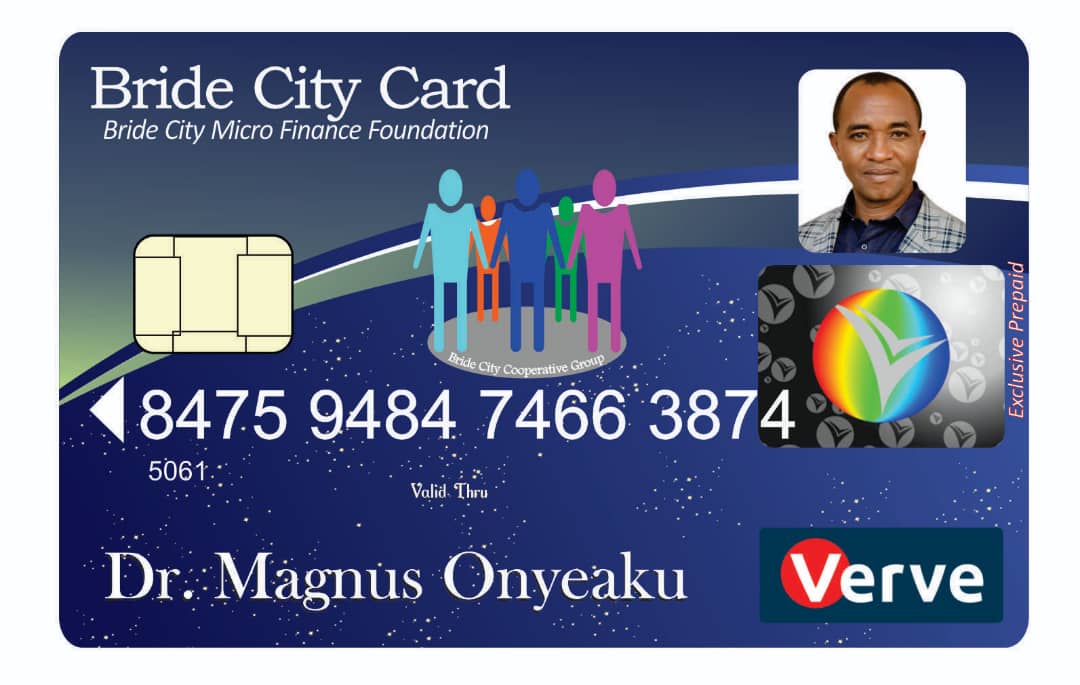 Bride City Card
Bride City Micro Finance Foundation
Bride City Cooperative Group
Exclusive Prepaid
8475 9484 7466 3874
5061
Valid Thru
Dr. Magnus Onyeaku
Verve